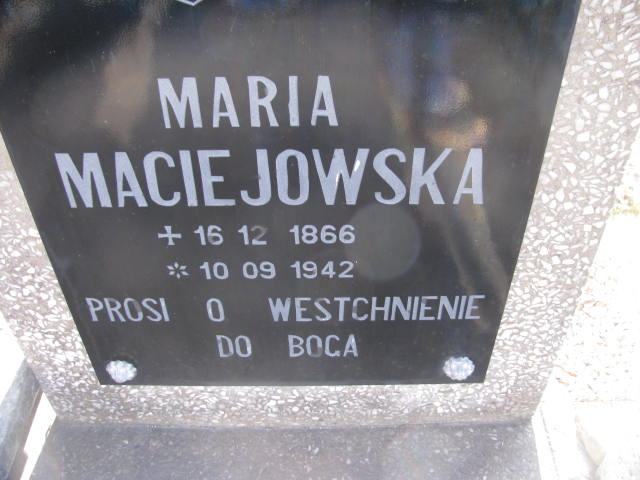 MARIA
MACIEJOWSKA
+ 16 12 1866
* 10 09 1942
PROSI O WESTCHNIENIE
DO BOGA